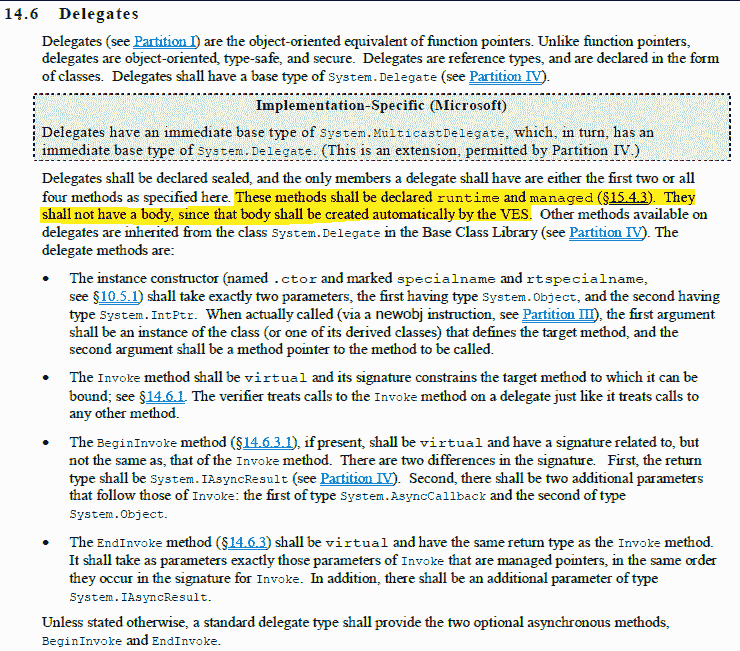 14.6 Delegates
Delegates (see Partition I) are the object-oriented equivalent of function pointers. Unlike function pointers,
delegates are object-oriented, type-safe, and secure. Delegates are reference types, and are declared in the form
of classes. Delegates shall have a base type of System.Delegate (see Partition IV).
Implementation-Specific (Microsoft)
Delegates have an immediate base type of System.MulticastDelegate, which, in turn, has an
immediate base type of System.Delegate. (This is an extension, permitted by Partition IV.)
Delegates shall be declared sealed, and the only members a delegate shall have are either the first two or all
four methods as specified here. These methods shall be declared runtime and managed (§15.4.3). They
shall not have a body, since that body shall be created automatically by the VES. Other methods available on
delegates are inherited from the class System.Delegate in the Base Class Library (see Partition IV). The
delegate methods are:
• The instance constructor (named .ctor and marked specialname and rtspecialname,
see §10.5.1) shall take exactly two parameters, the first having type System.Object, and the second having
type System.IntPtr. When actually called (via a newobj instruction, see Partition III), the first argument
shall be an instance of the class (or one of its derived classes) that defines the target method, and the
second argument shall be a method pointer to the method to be called.
• The Invoke method shall be virtual and its signature constrains the target method to which it can be
bound; see §14.6.1. The verifier treats calls to the Invoke method on a delegate just like it treats calls to
any other method.
• The BeginInvoke method (§14.6.3.1), if present, shall be virtual and have a signature related to, but
not the same as, that of the Invoke method. There are two differences in the signature. First, the return
type shall be System.IAsyncResult (see Partition IV). Second, there shall be two additional parameters
that follow those of Invoke: the first of type System.AsyncCallback and the second of type
System.Object.
• The EndInvoke method (§14.6.3) shall be virtual and have the same return type as the Invoke method.
It shall take as parameters exactly those parameters of Invoke that are managed pointers, in the same order
they occur in the signature for Invoke. In addition, there shall be an additional parameter of type
System.IAsyncResult.
Unless stated otherwise, a standard delegate type shall provide the two optional asynchronous methods,
BeginInvoke and EndInvoke.